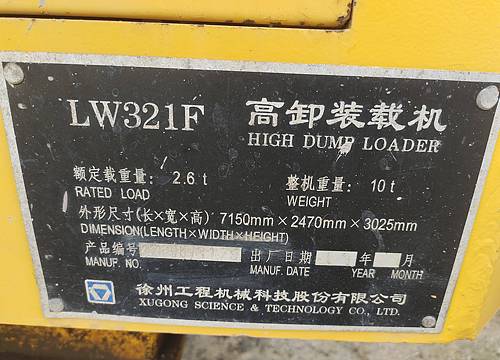 LW321F 高卸装载机
HIGH DUMP LOADER
额定载重量: 2.6 t 整机重量: 10 t
RATED LOAD WEIGHT
外形尺寸(长×宽×高) 7150mm×2470mm×3025mm
DIMENSION(LENGTH×WIDTH×HEIGHT)
产品编号 出厂日期 年 月
MANUF. NO. MANUF. DATE YEAR MONTH
徐州工程机械科技股份有限公司
XUGONG SCIENCE & TECHNOLOGY CO., LTD.